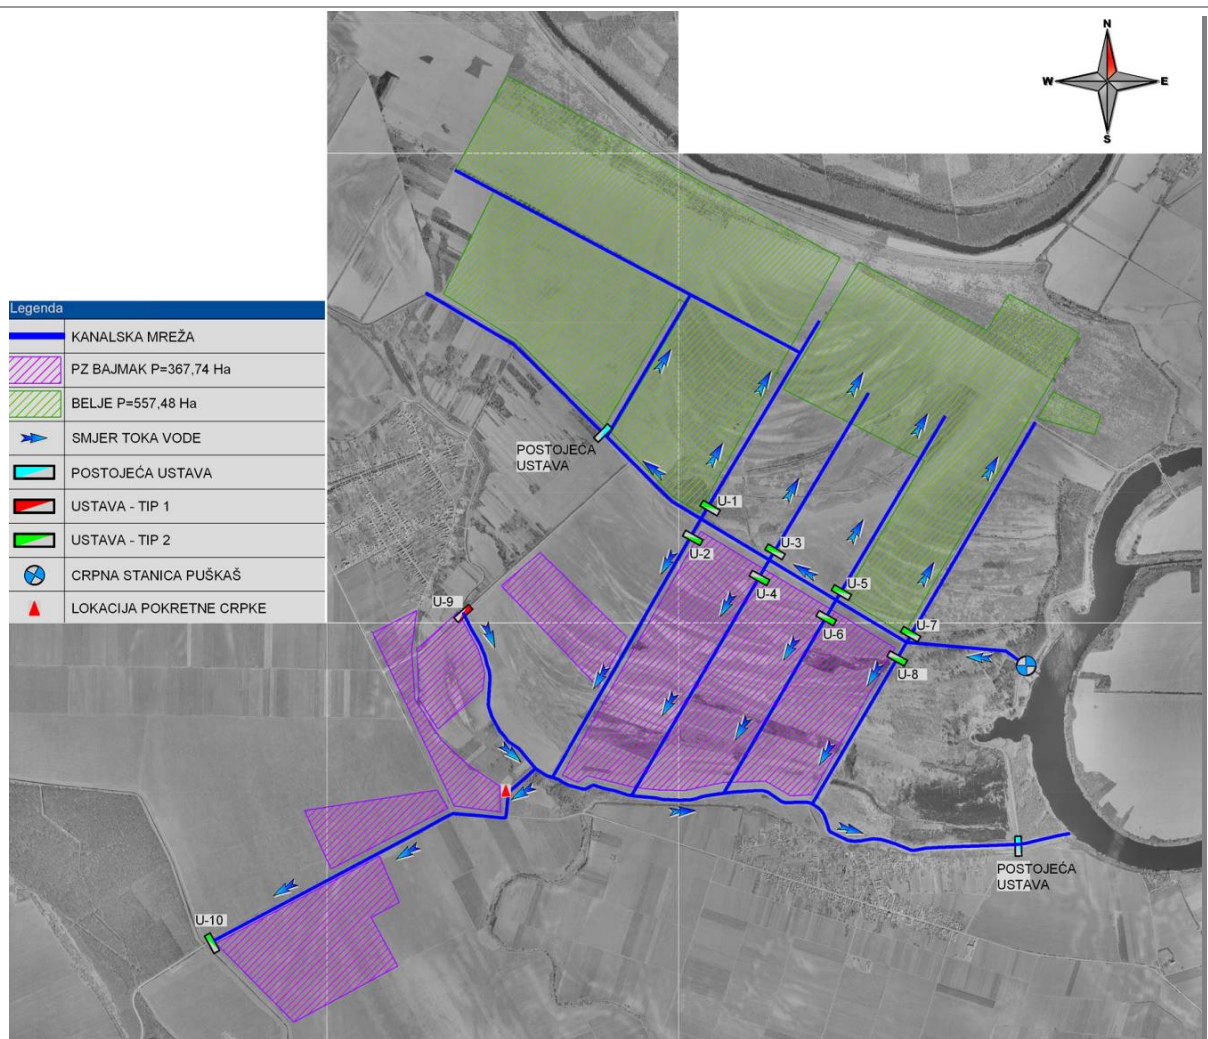 N
W
E
S
Legenda
KANALSKA MREŽA
PZ BAJMAK P=367,74 Ha
BELJE P=557,48 Ha
SMJER TOKA VODE
POSTOJEĆA USTAVA
USTAVA - TIP 1
USTAVA - TIP 2
CRPNA STANICA PUŠKAŠ
LOKACIJA POKRETNE CRPKE
POSTOJEĆA
USTAVA
U-1
U-2
U-3
U-4
U-5
U-6
U-7
U-8
U-9
U-10
POSTOJEĆA
USTAVA